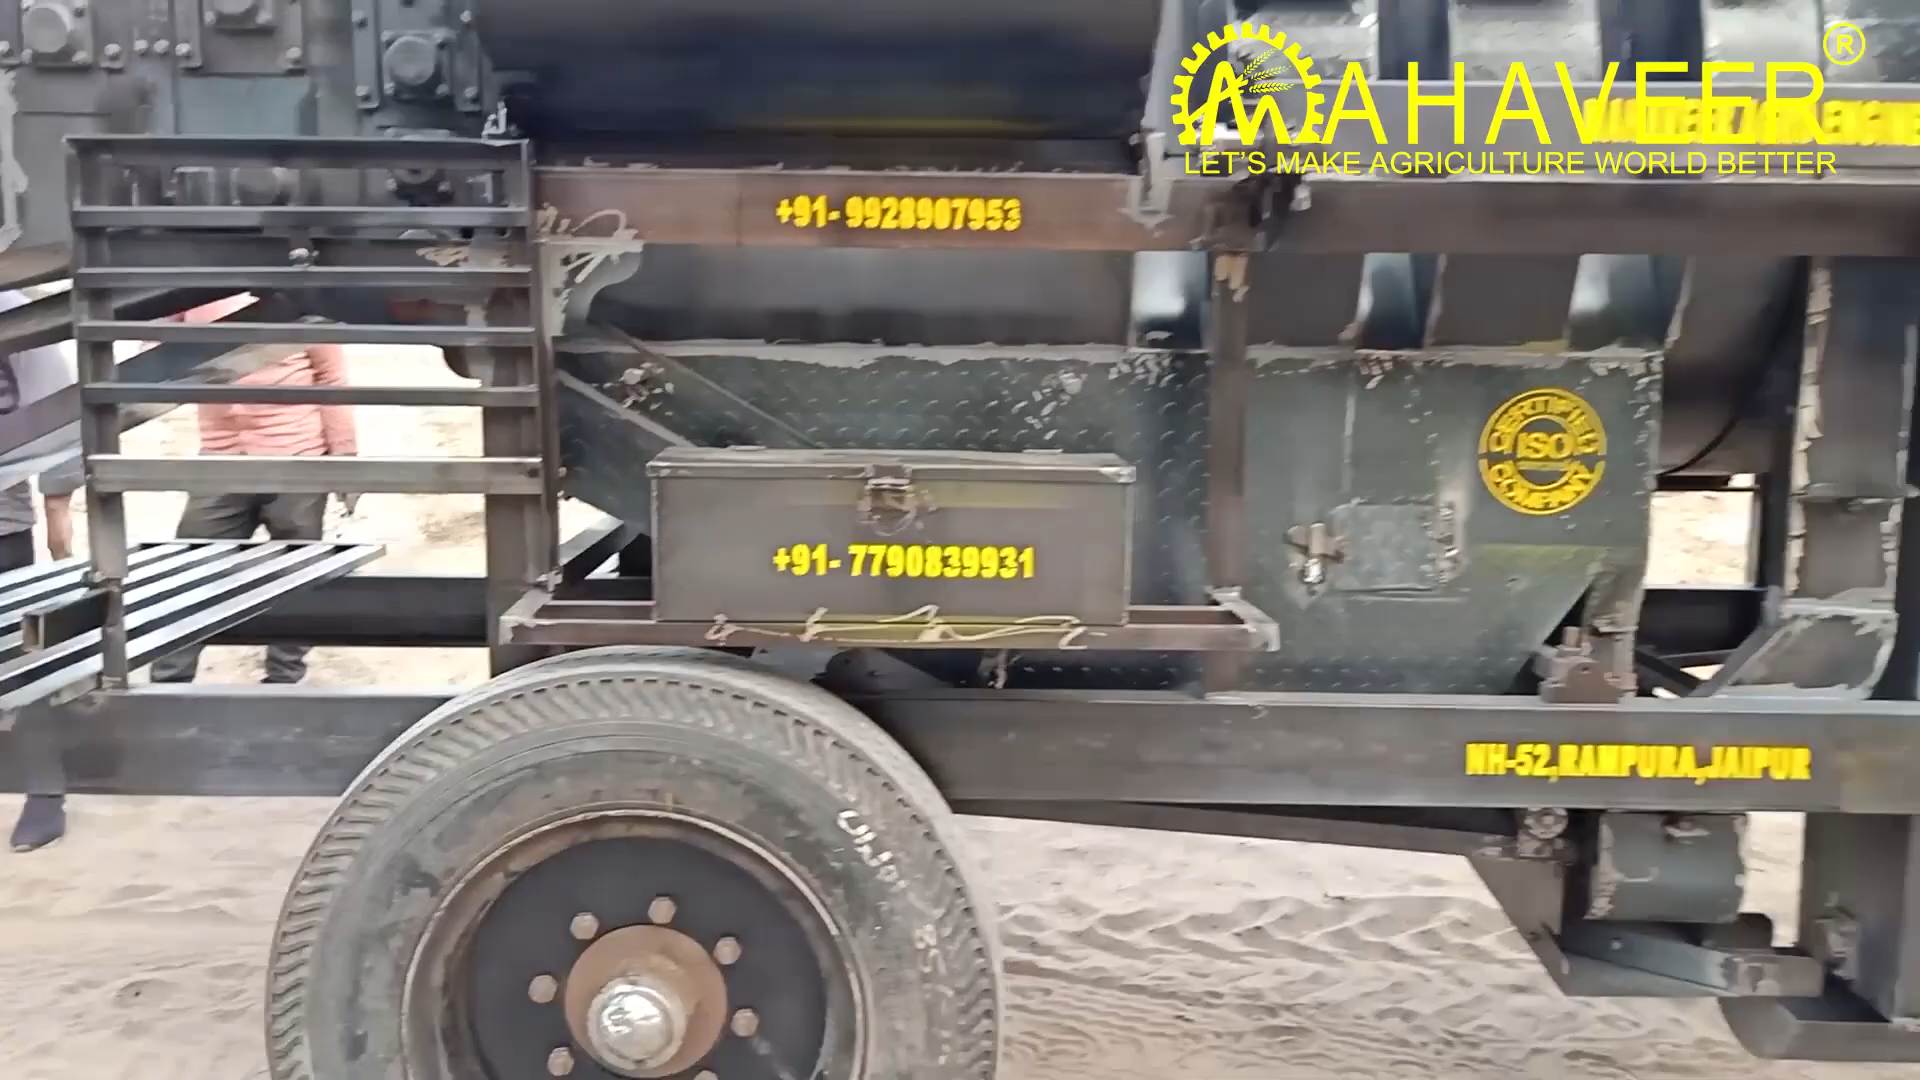 MAHAVEER®
LET'S MAKE AGRICULTURE WORLD BETTER
+91- 9928907953
CERTIFIED
ISO
COMPANY
+91- 7790839931
NH-52,RAMPURA,JAIPUR